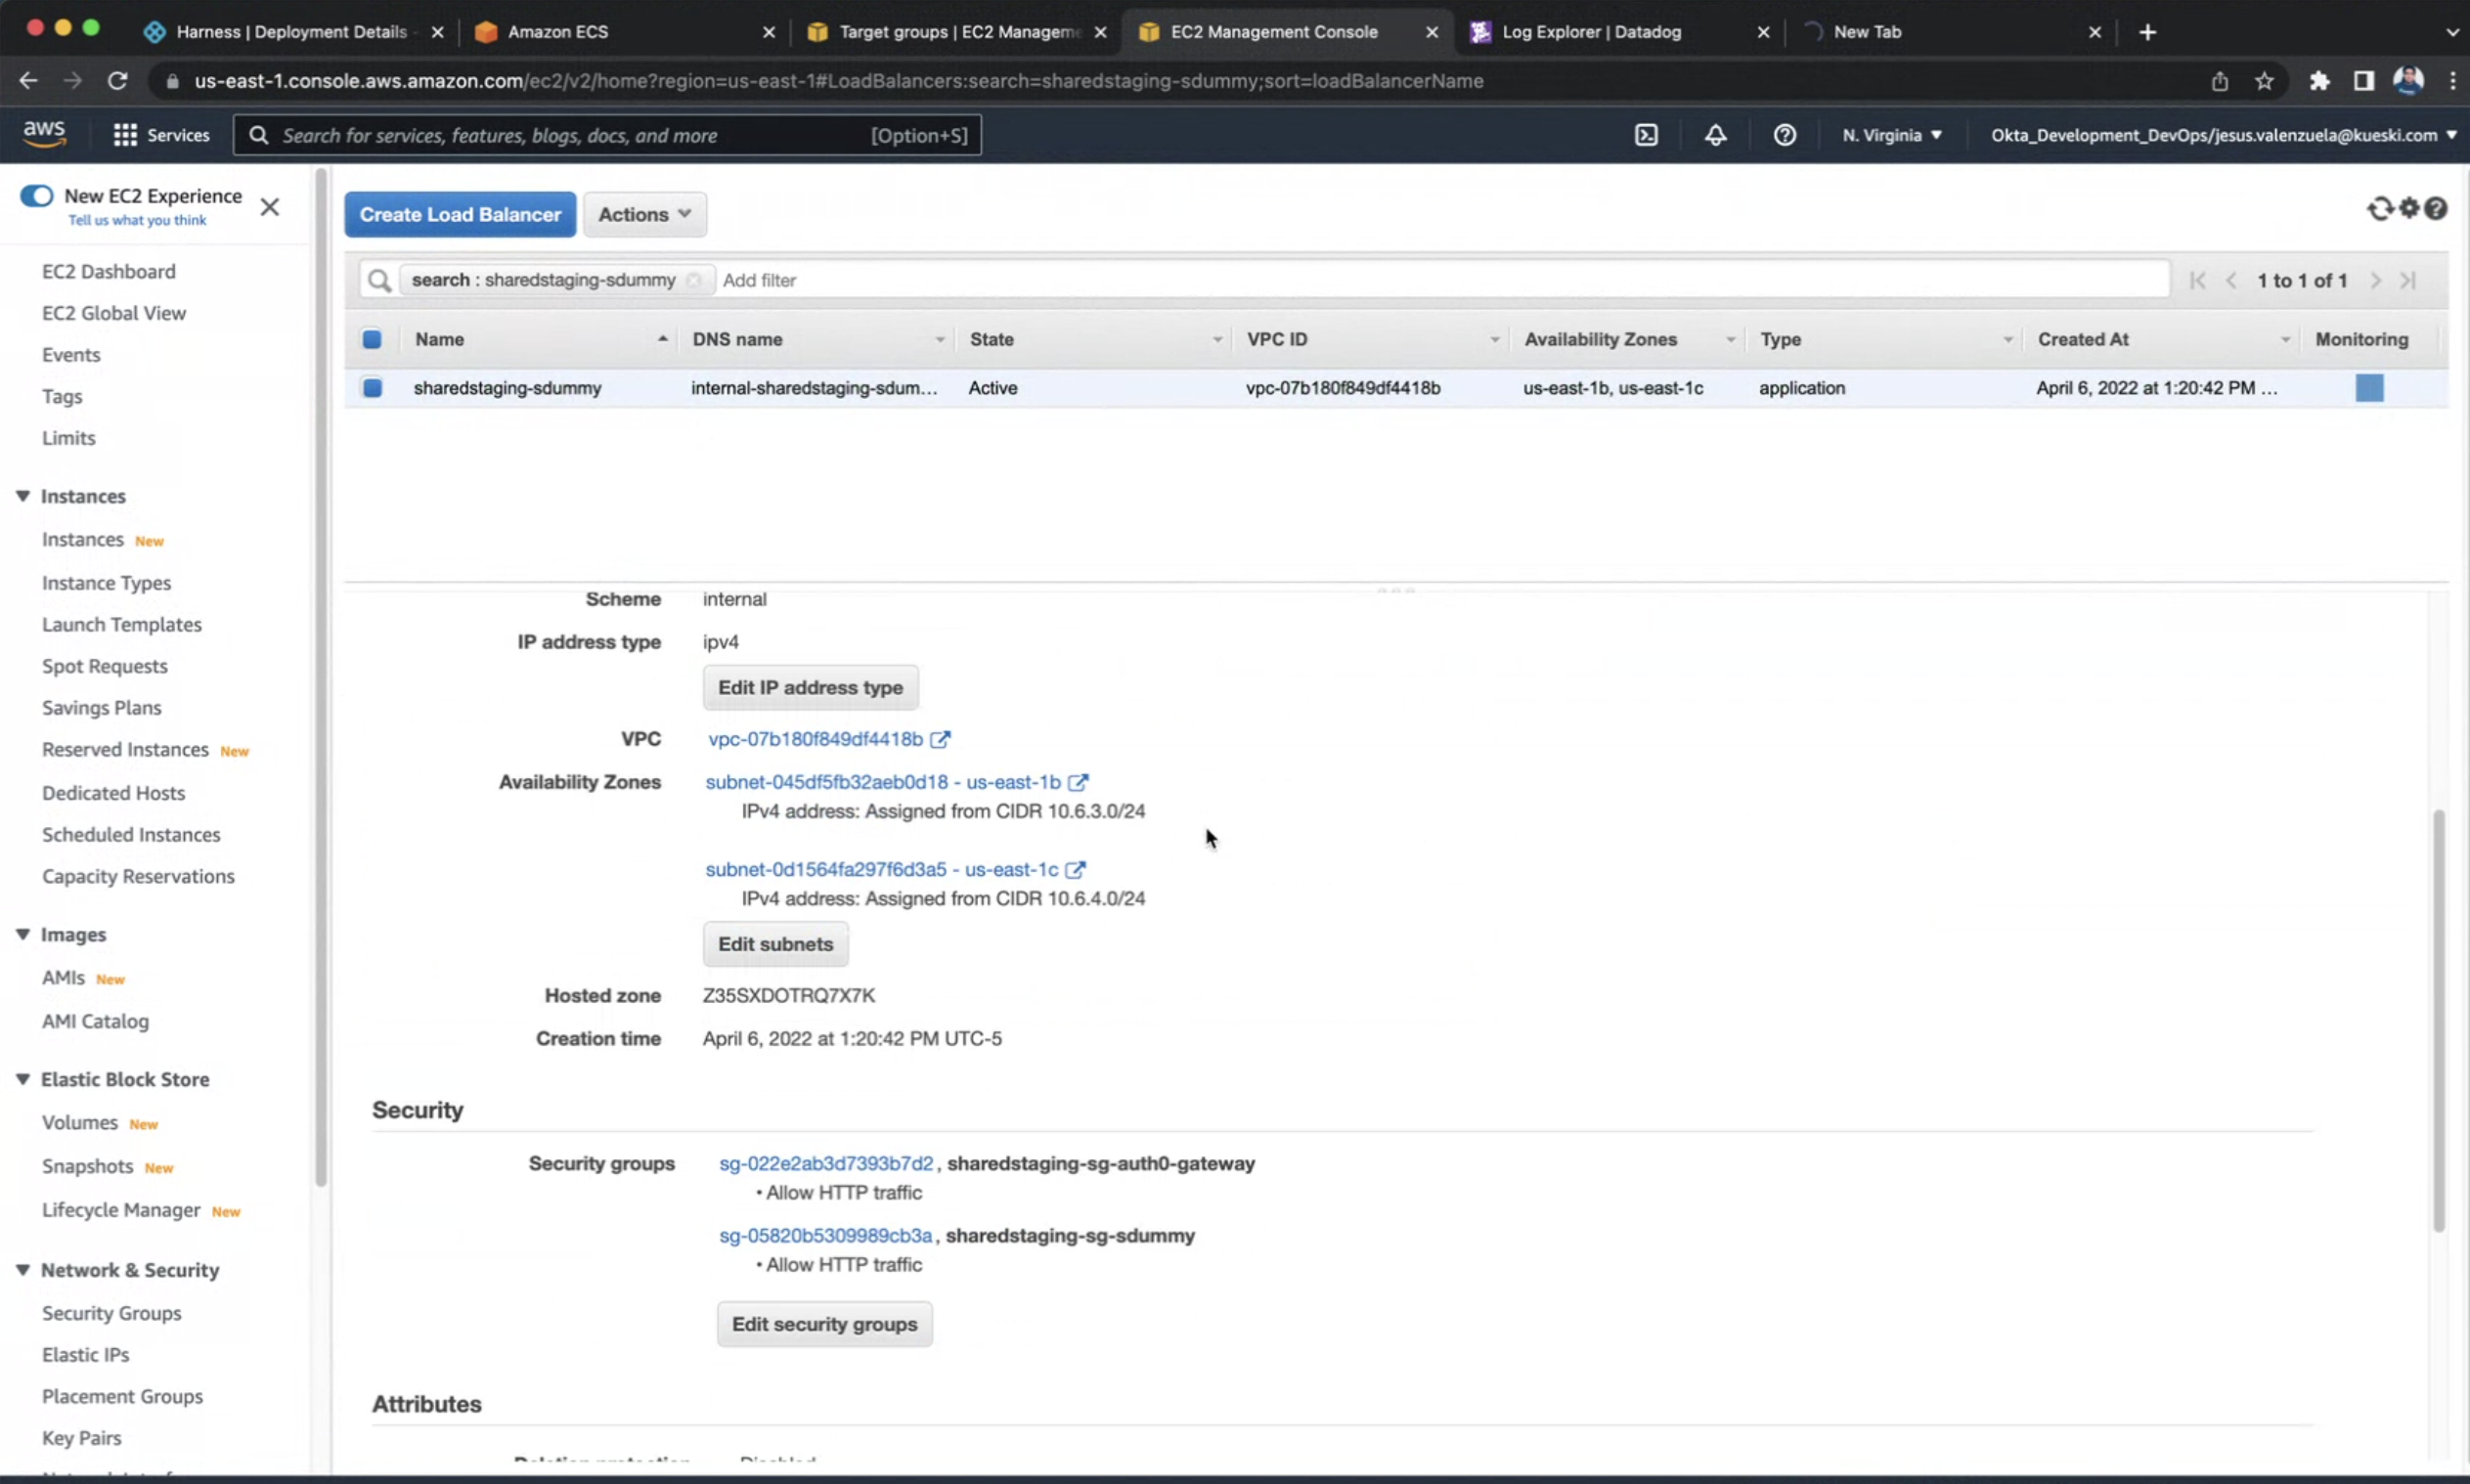 Harness | Deployment Details
Amazon ECS
Target groups | EC2 Manageme
EC2 Management Console
Log Explorer | Datadog
New Tab
us-east-1.console.aws.amazon.com/ec2/v2/home?region=us-east-1#LoadBalancers:search=sharedstaging-sdummy;sort=loadBalancerName
aws
Services
Search for services, features, blogs, docs, and more
[Option+S]
N. Virginia
Okta_Development_DevOps/jesus.valenzuela@kueski.com
New EC2 Experience
Tell us what you think
EC2 Dashboard
EC2 Global View
Events
Tags
Limits
Instances
Instances New
Instance Types
Launch Templates
Spot Requests
Savings Plans
Reserved Instances New
Dedicated Hosts
Scheduled Instances
Capacity Reservations
Images
AMIs New
AMI Catalog
Elastic Block Store
Volumes New
Snapshots New
Lifecycle Manager New
Network & Security
Security Groups
Elastic IPs
Placement Groups
Key Pairs
Create Load Balancer
Actions
search : sharedstaging-sdummy
Add filter
1 to 1 of 1
Name DNS name State VPC ID Availability Zones Type Created At Monitoring
sharedstaging-sdummy internal-sharedstaging-sdum... Active vpc-07b180f849df4418b us-east-1b, us-east-1c application April 6, 2022 at 1:20:42 PM ...
Scheme internal
IP address type ipv4
Edit IP address type
VPC vpc-07b180f849df4418b
Availability Zones subnet-045df5fb32aeb0d18 - us-east-1b
IPv4 address: Assigned from CIDR 10.6.3.0/24
subnet-0d1564fa297f6d3a5 - us-east-1c
IPv4 address: Assigned from CIDR 10.6.4.0/24
Edit subnets
Hosted zone Z35SXDOTRQ7X7K
Creation time April 6, 2022 at 1:20:42 PM UTC-5
Security
Security groups sg-022e2ab3d7393b7d2, sharedstaging-sg-auth0-gateway
• Allow HTTP traffic
sg-05820b5309989cb3a, sharedstaging-sg-sdummy
• Allow HTTP traffic
Edit security groups
Attributes
Deletion protection Disabled